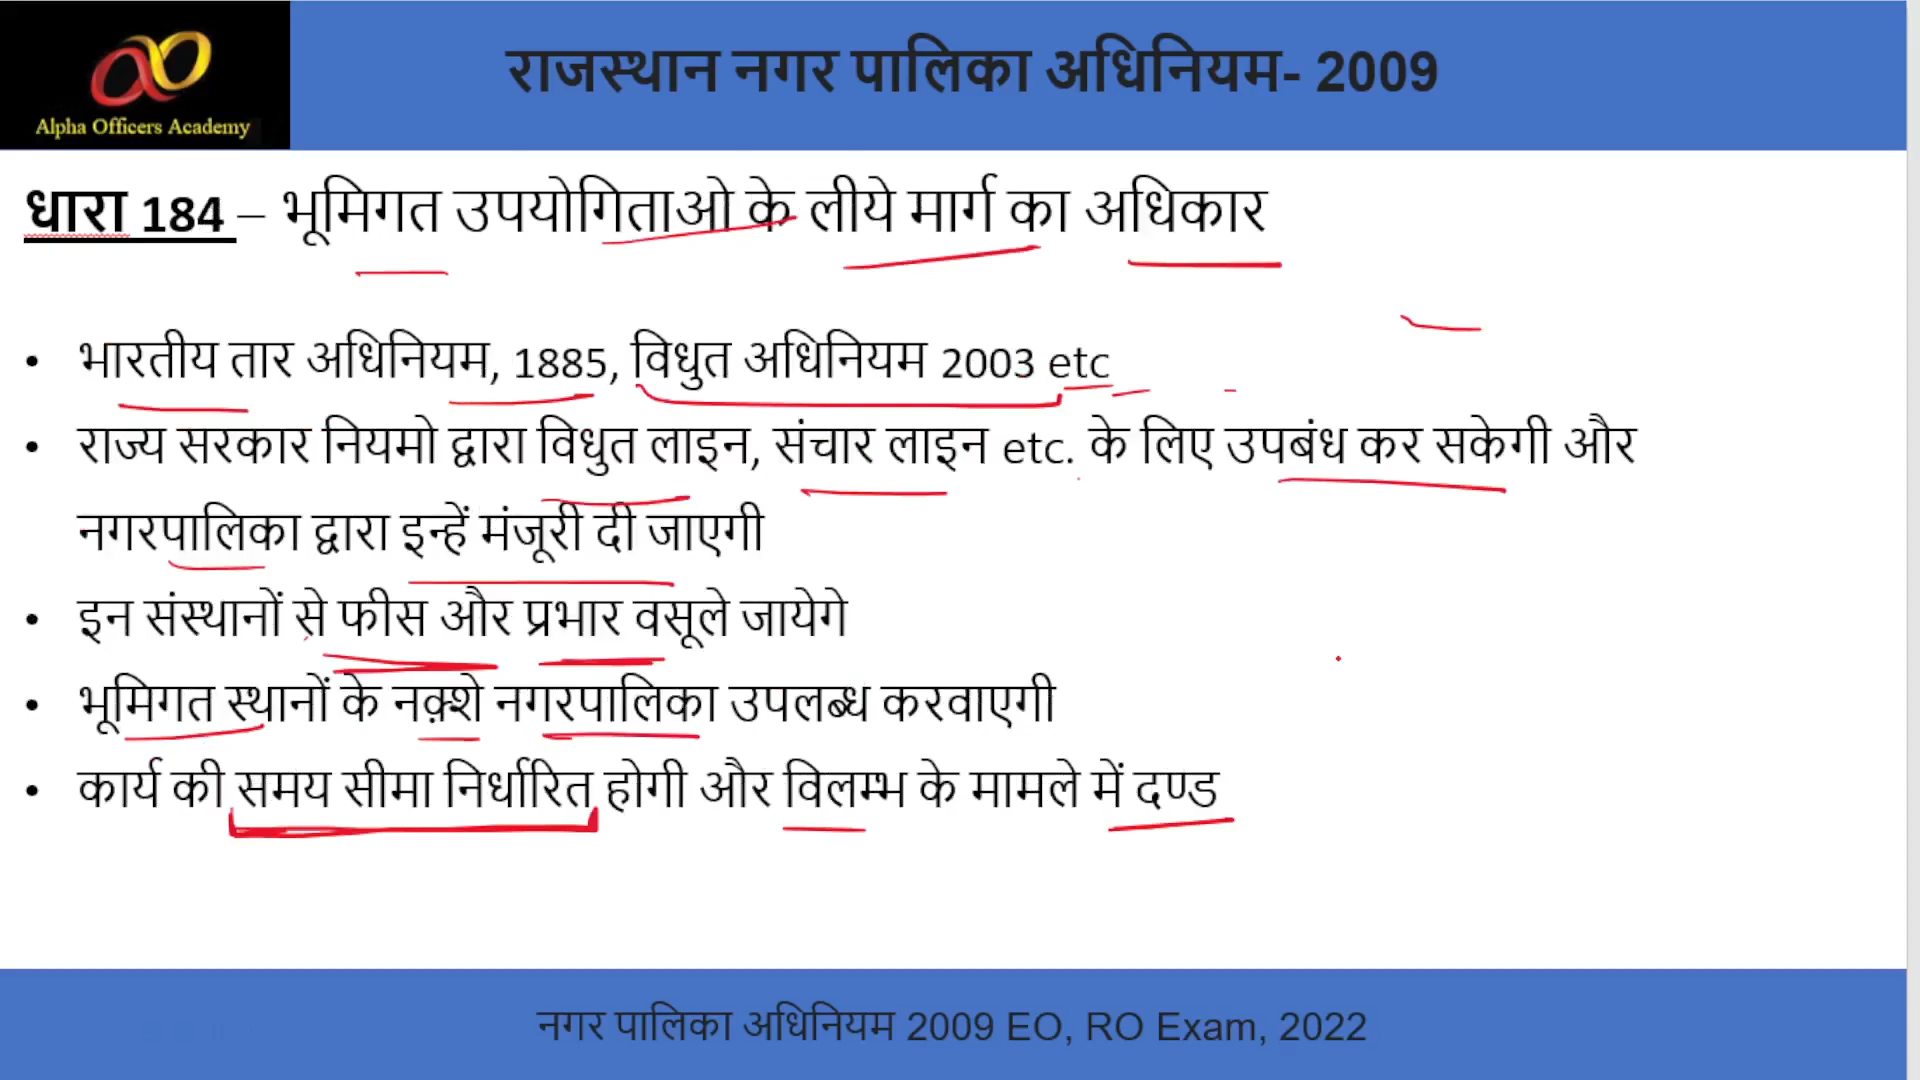 Alpha Officers Academy
राजस्थान नगर पालिका अधिनियम- 2009
धारा 184 – भूमिगत उपयोगिताओ के लीये मार्ग का अधिकार
• भारतीय तार अधिनियम, 1885, विधुत अधिनियम 2003 etc
• राज्य सरकार नियमो द्वारा विधुत लाइन, संचार लाइन etc. के लिए उपबंध कर सकेगी और
नगरपालिका द्वारा इन्हें मंजूरी दी जाएगी
• इन संस्थानों से फीस और प्रभार वसूले जायेगे
• भूमिगत स्थानों के नक़्शे नगरपालिका उपलब्ध करवाएगी
• कार्य की समय सीमा निर्धारित होगी और विलम्भ के मामले में दण्ड
नगर पालिका अधिनियम 2009 EO, RO Exam, 2022